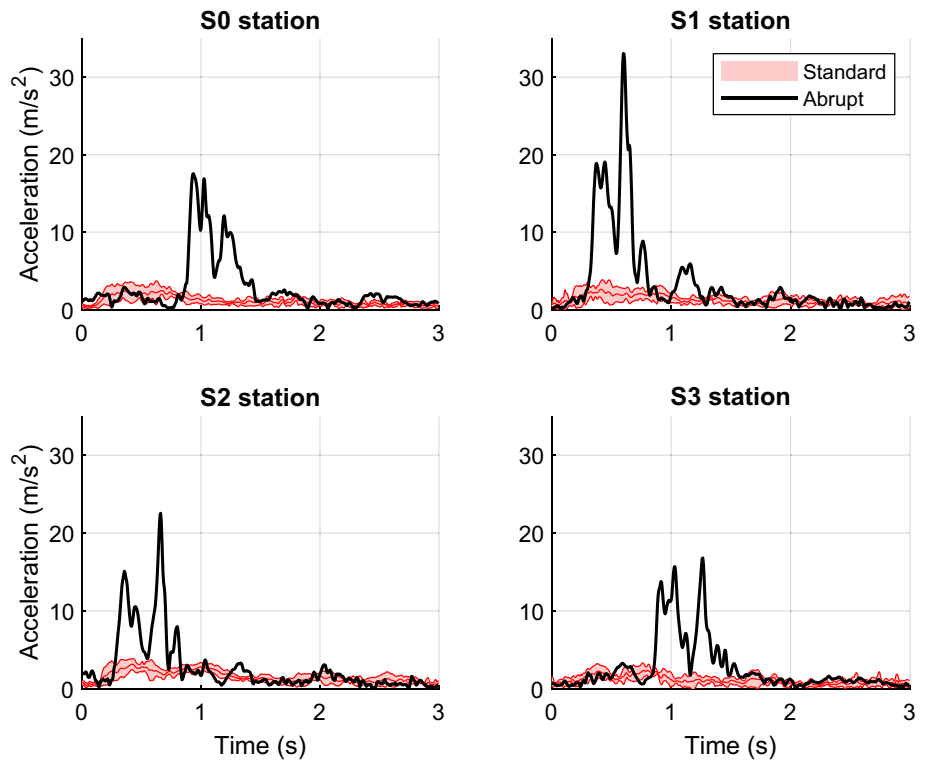 S0 station
S1 station
Acceleration (m/s²)
30
20
10
0
0 1 2 3
30
20
10
0
0 1 2 3
Standard
Abrupt
S2 station
S3 station
Acceleration (m/s²)
30
20
10
0
0 1 2 3
Time (s)
30
20
10
0
0 1 2 3
Time (s)